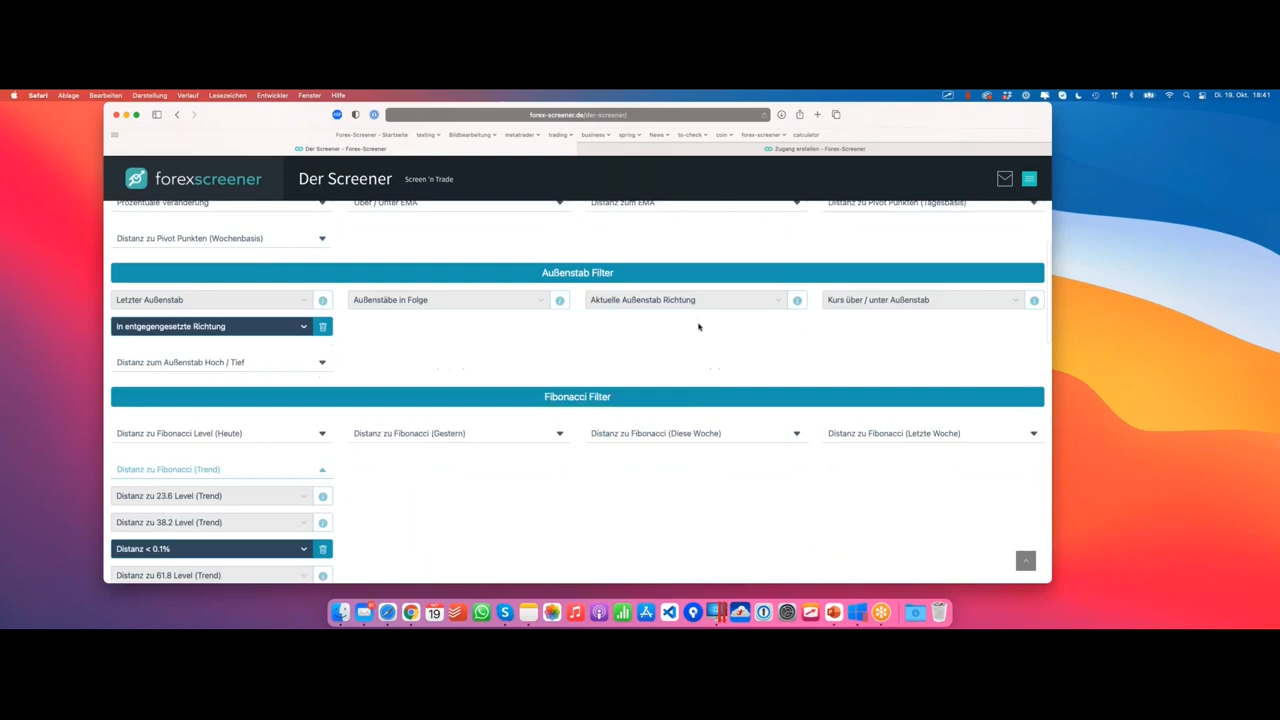 Safari Ablage Bearbeiten Darstellung Verlauf Lesezeichen Entwickler Fenster Hilfe
Di. 19. Okt. 18:41
forex-screener.de/der-screener/
Forex-Screener - Startseite texting Bildbearbeitung metatrader trading business spring News to-check coin forex-screener calculator
Der Screener - Forex-Screener
Zugang erstellen - Forex-Screener
forexscreener Der Screener Screen 'n Trade
Prozentuale Veränderung Über / Unter EMA Distanz zum EMA Distanz zu Pivot Punkten (Tagesbasis)
Distanz zu Pivot Punkten (Wochenbasis)
Außenstab Filter
Letzter Außenstab Außenstäbe in Folge Aktuelle Außenstab Richtung Kurs über / unter Außenstab
In entgegengesetzte Richtung
Distanz zum Außenstab Hoch / Tief
Fibonacci Filter
Distanz zu Fibonacci Level (Heute) Distanz zu Fibonacci (Gestern) Distanz zu Fibonacci (Diese Woche) Distanz zu Fibonacci (Letzte Woche)
Distanz zu Fibonacci (Trend)
Distanz zu 23.6 Level (Trend)
Distanz zu 38.2 Level (Trend)
Distanz < 0.1%
Distanz zu 61.8 Level (Trend)
19